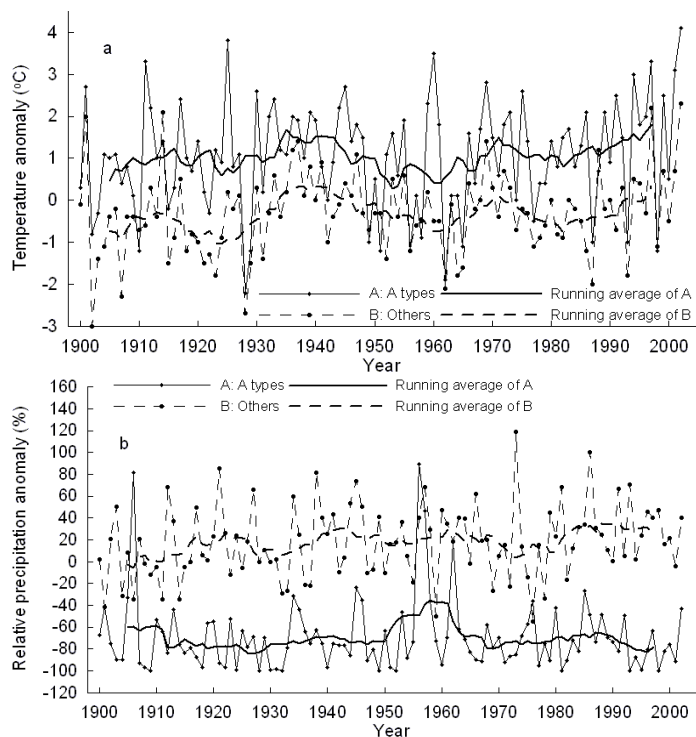 a
Temperature anomaly (ºC)
4
3
2
1
0
-1
-2
-3
A: A types
Running average of A
B: Others
Running average of B
1900 1910 1920 1930 1940 1950 1960 1970 1980 1990 2000
Year
A: A types
Running average of A
B: Others
Running average of B
b
Relative precipitation anomaly (%)
160
140
120
100
80
60
40
20
0
-20
-40
-60
-80
-100
-120
1900 1910 1920 1930 1940 1950 1960 1970 1980 1990 2000
Year